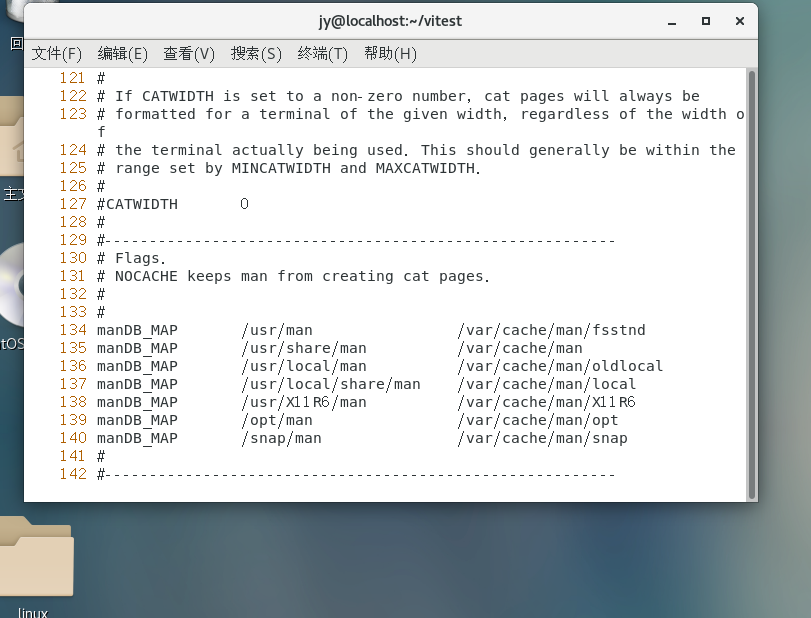 jy@localhost:~/vitest
回
文件(F) 编辑(E) 查看(V) 搜索(S) 终端(T) 帮助(H)
121 #
122 # If CATWIDTH is set to a non-zero number, cat pages will always be
123 # formatted for a terminal of the given width, regardless of the width o
f
124 # the terminal actually being used. This should generally be within the
125 # range set by MINCATWIDTH and MAXCATWIDTH.
126 #
127 #CATWIDTH 0
128 #
129 #---------------------------------------------------------
130 # Flags.
131 # NOCACHE keeps man from creating cat pages.
132 #
133 #
134 manDB_MAP /usr/man /var/cache/man/fsstnd
135 manDB_MAP /usr/share/man /var/cache/man
136 manDB_MAP /usr/local/man /var/cache/man/oldlocal
137 manDB_MAP /usr/local/share/man /var/cache/man/local
138 manDB_MAP /usr/X11R6/man /var/cache/man/X11R6
139 manDB_MAP /opt/man /var/cache/man/opt
140 manDB_MAP /snap/man /var/cache/man/snap
141 #
142 #---------------------------------------------------------
主文
tOS
linux